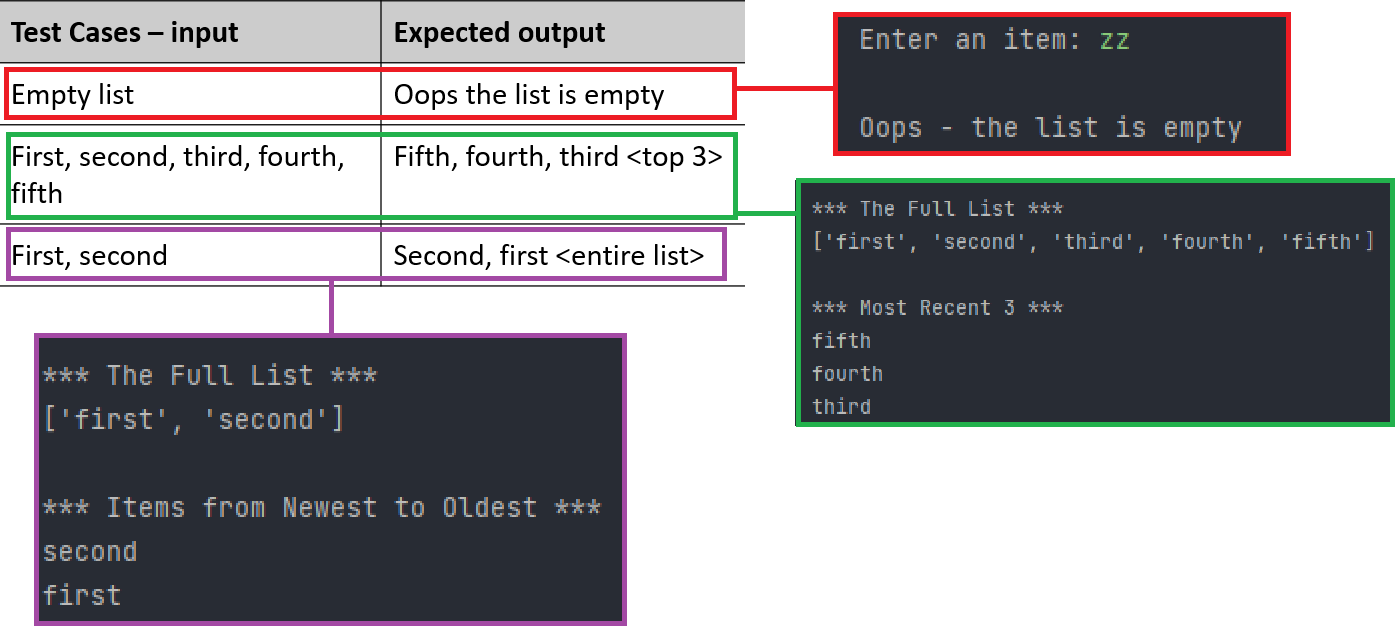 Test Cases – input
Expected output
Empty list
Oops the list is empty
First, second, third, fourth,
fifth
Fifth, fourth, third <top 3>
First, second
Second, first <entire list>
Enter an item: zz
Oops - the list is empty
*** The Full List ***
['first', 'second', 'third', 'fourth', 'fifth']
*** Most Recent 3 ***
fifth
fourth
third
*** The Full List ***
['first', 'second']
*** Items from Newest to Oldest ***
second
first